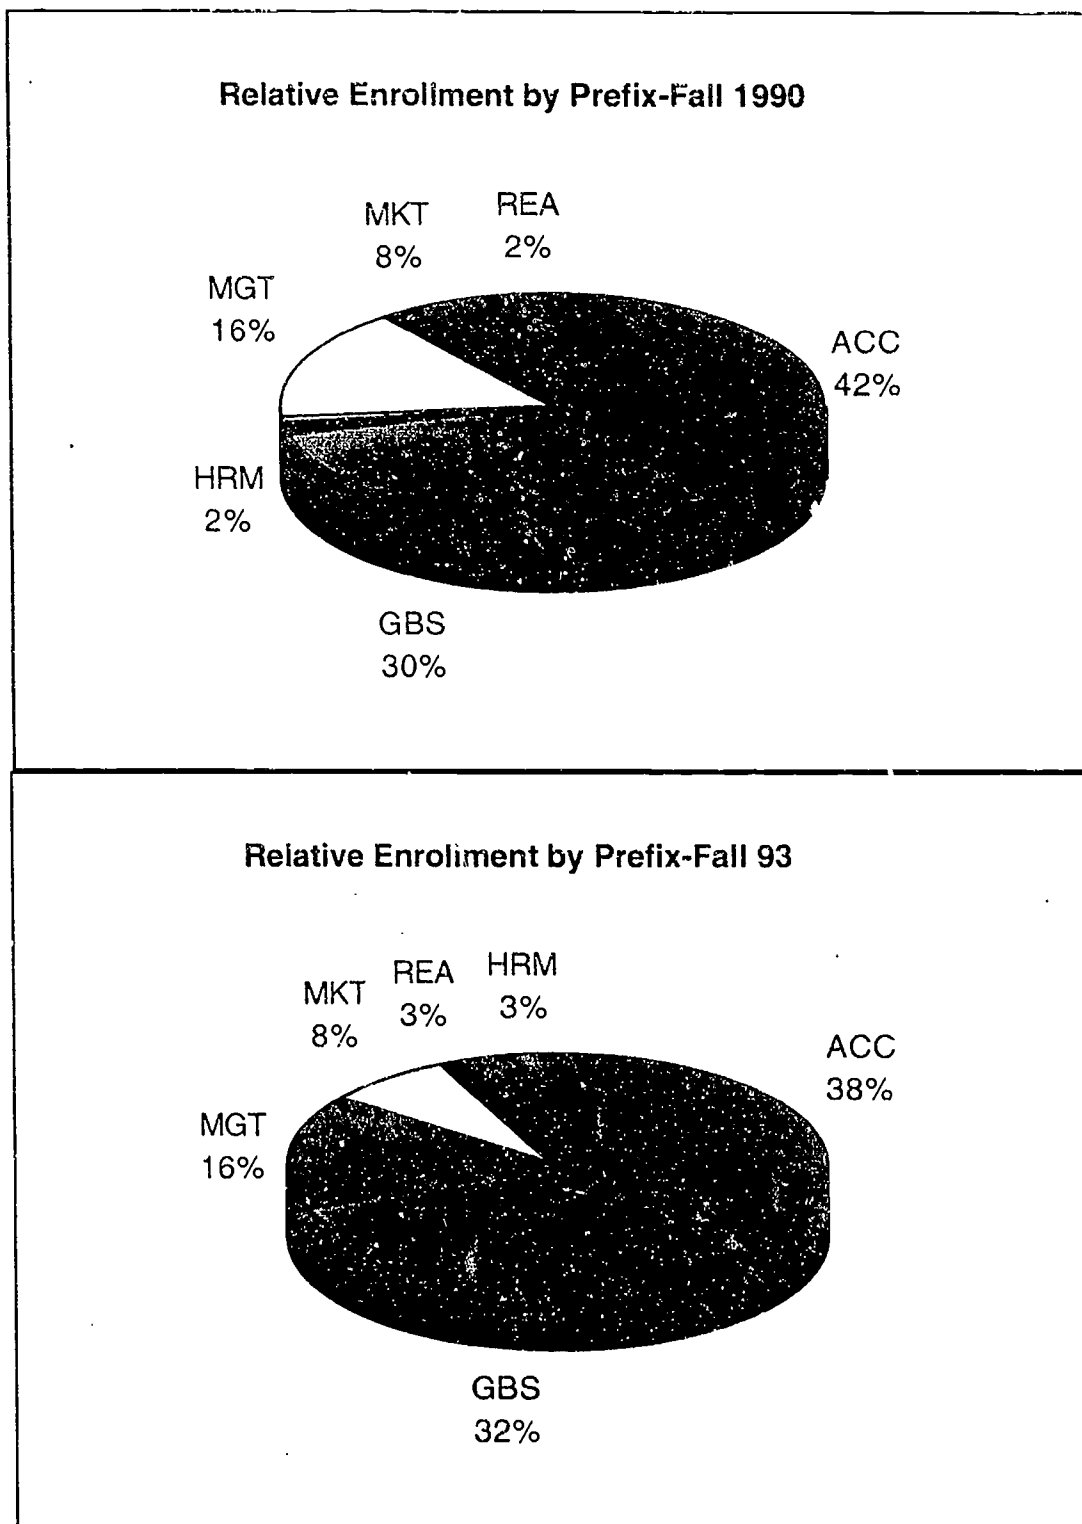 Relative Enrollment by Prefix-Fall 1990
MKT
8%
REA
2%
MGT
16%
ACC
42%
HRM
2%
GBS
30%
Relative Enrollment by Prefix-Fall 93
MKT
8%
REA
3%
HRM
3%
ACC
38%
MGT
16%
GBS
32%